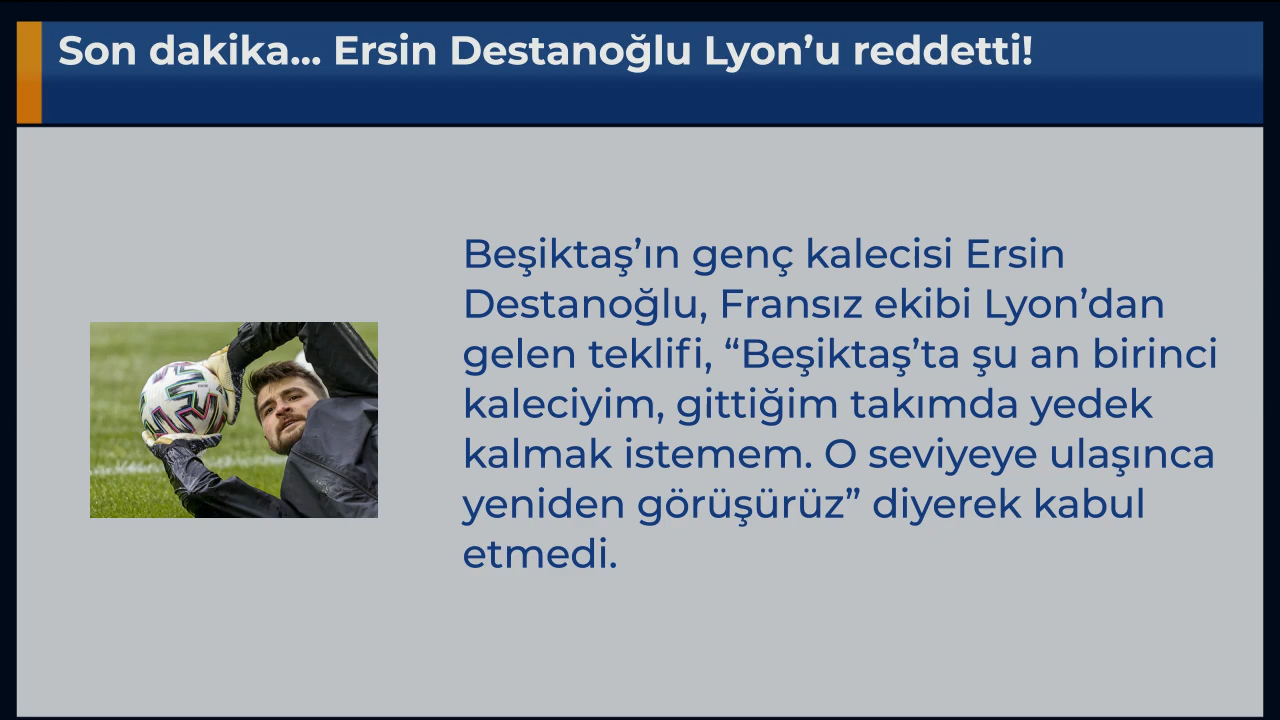 Son dakika... Ersin Destanoğlu Lyon’u reddetti!
Beşiktaş’ın genç kalecisi Ersin
Destanoğlu, Fransız ekibi Lyon’dan
gelen teklifi, “Beşiktaş’ta şu an birinci
kaleciyim, gittiğim takımda yedek
kalmak istemem. O seviyeye ulaşınca
yeniden görüşürüz” diyerek kabul
etmedi.